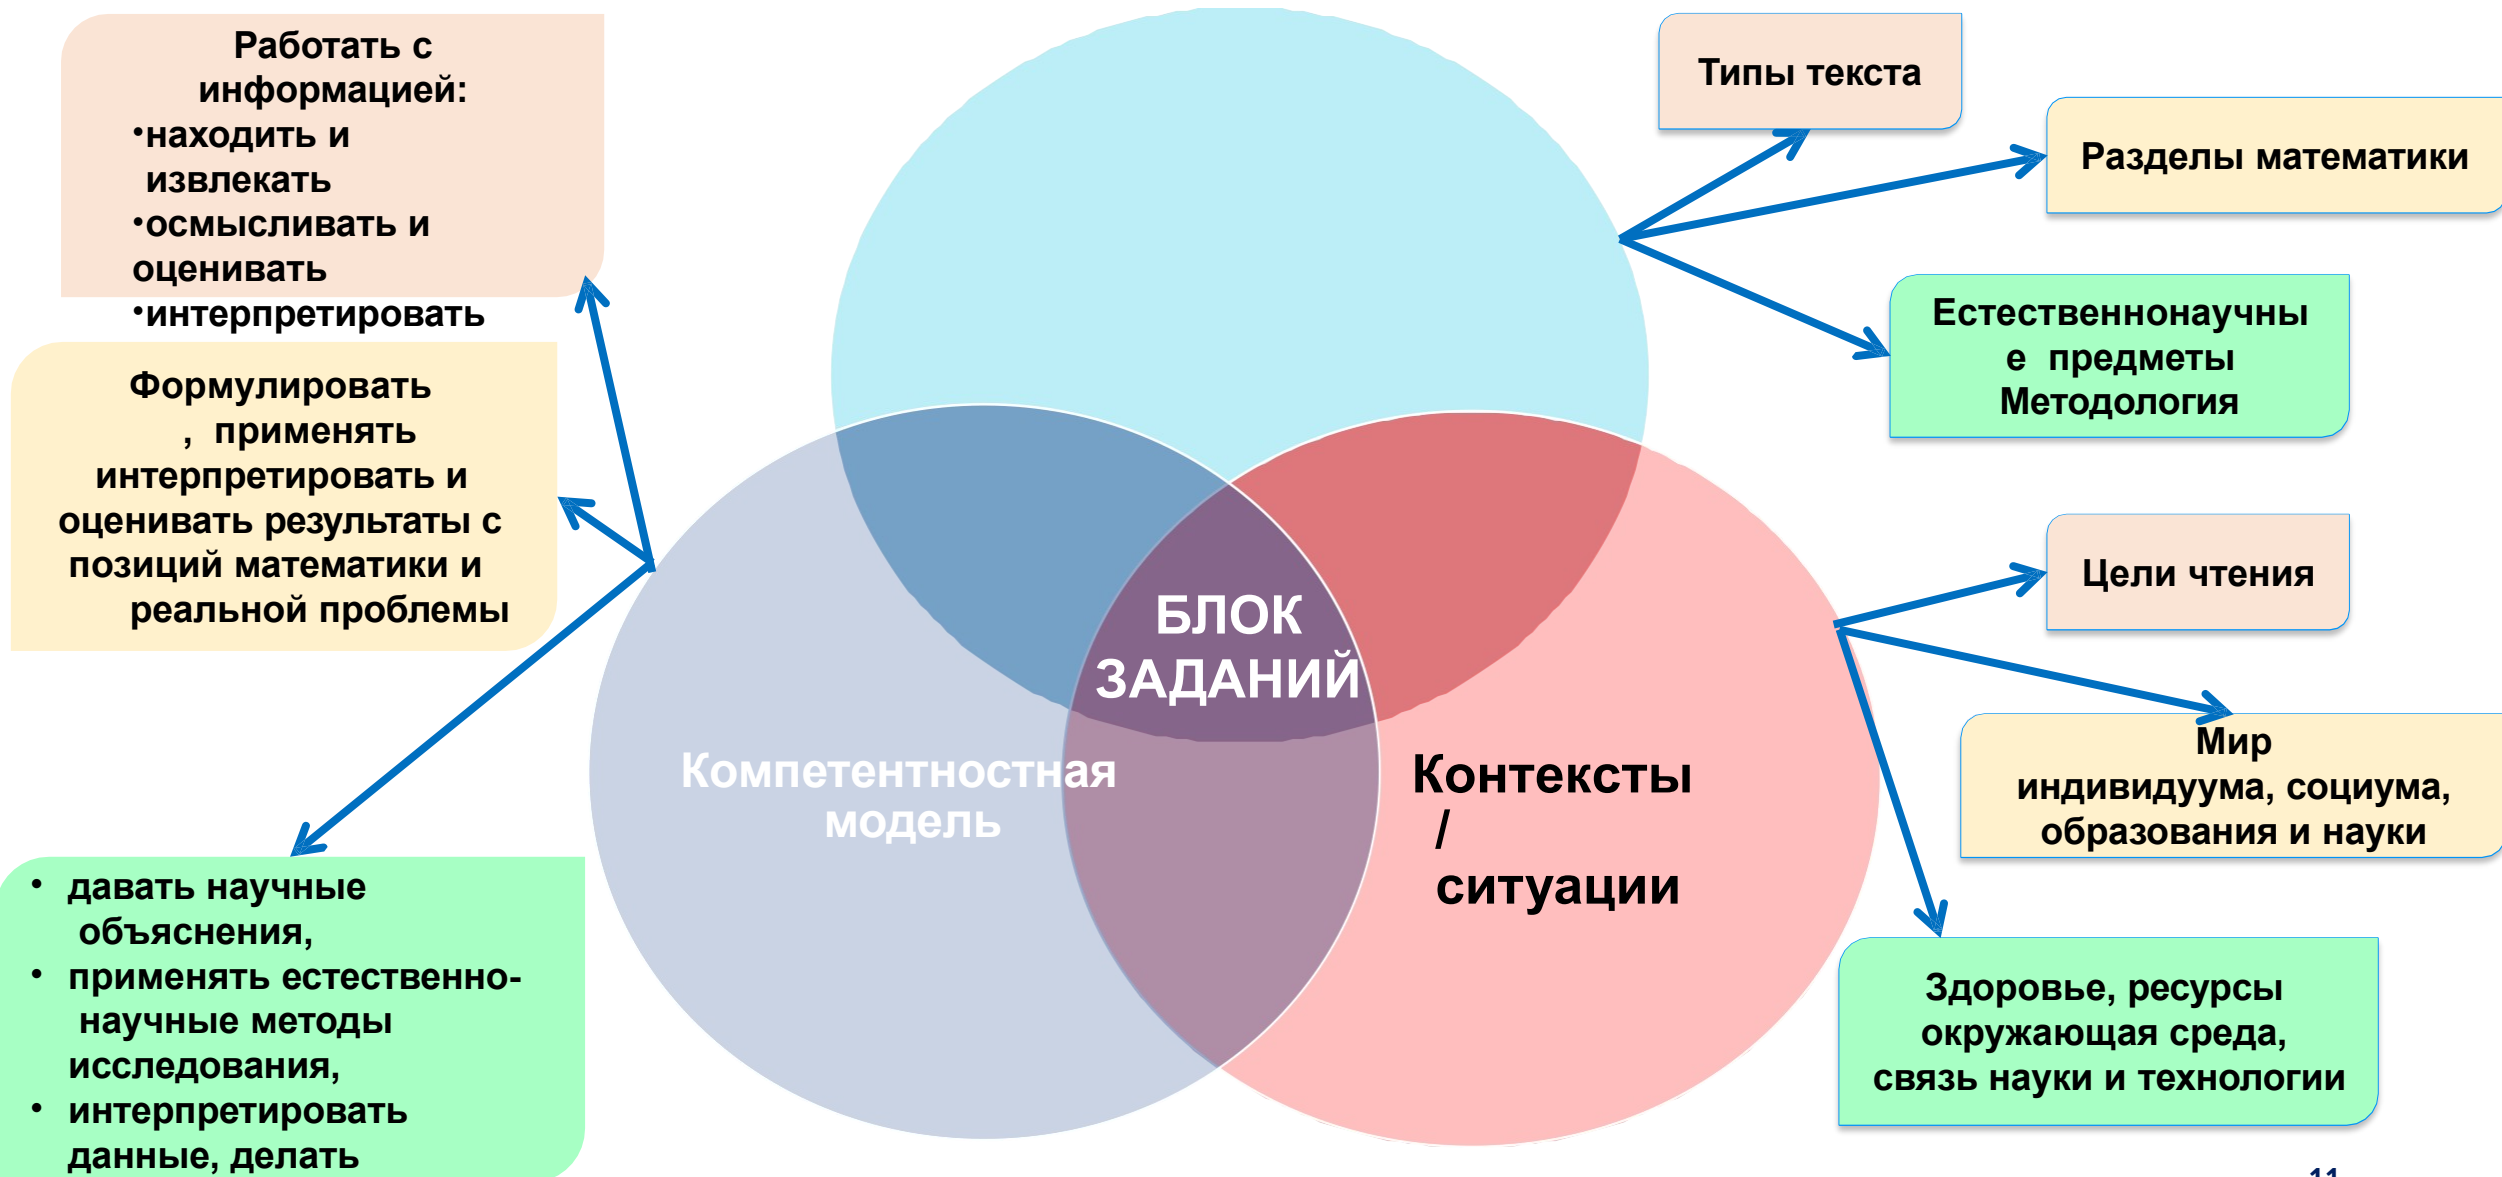 Работать с
информацией:
•находить и
извлекать
•осмысливать и
оценивать
•интерпретировать
Формулировать
, применять
интерпретировать и
оценивать результаты с
позиций математики и
реальной проблемы
• давать научные
объяснения,
• применять естественно-
научные методы
исследования,
• интерпретировать
данные, делать
БЛОК
ЗАДАНИЙ
Компетентностная
модель
Контексты
/
ситуации
Типы текста
Разделы математики
Естественнонаучны
е предметы
Методология
Цели чтения
Мир
индивидуума, социума,
образования и науки
Здоровье, ресурсы
окружающая среда,
связь науки и технологии
11